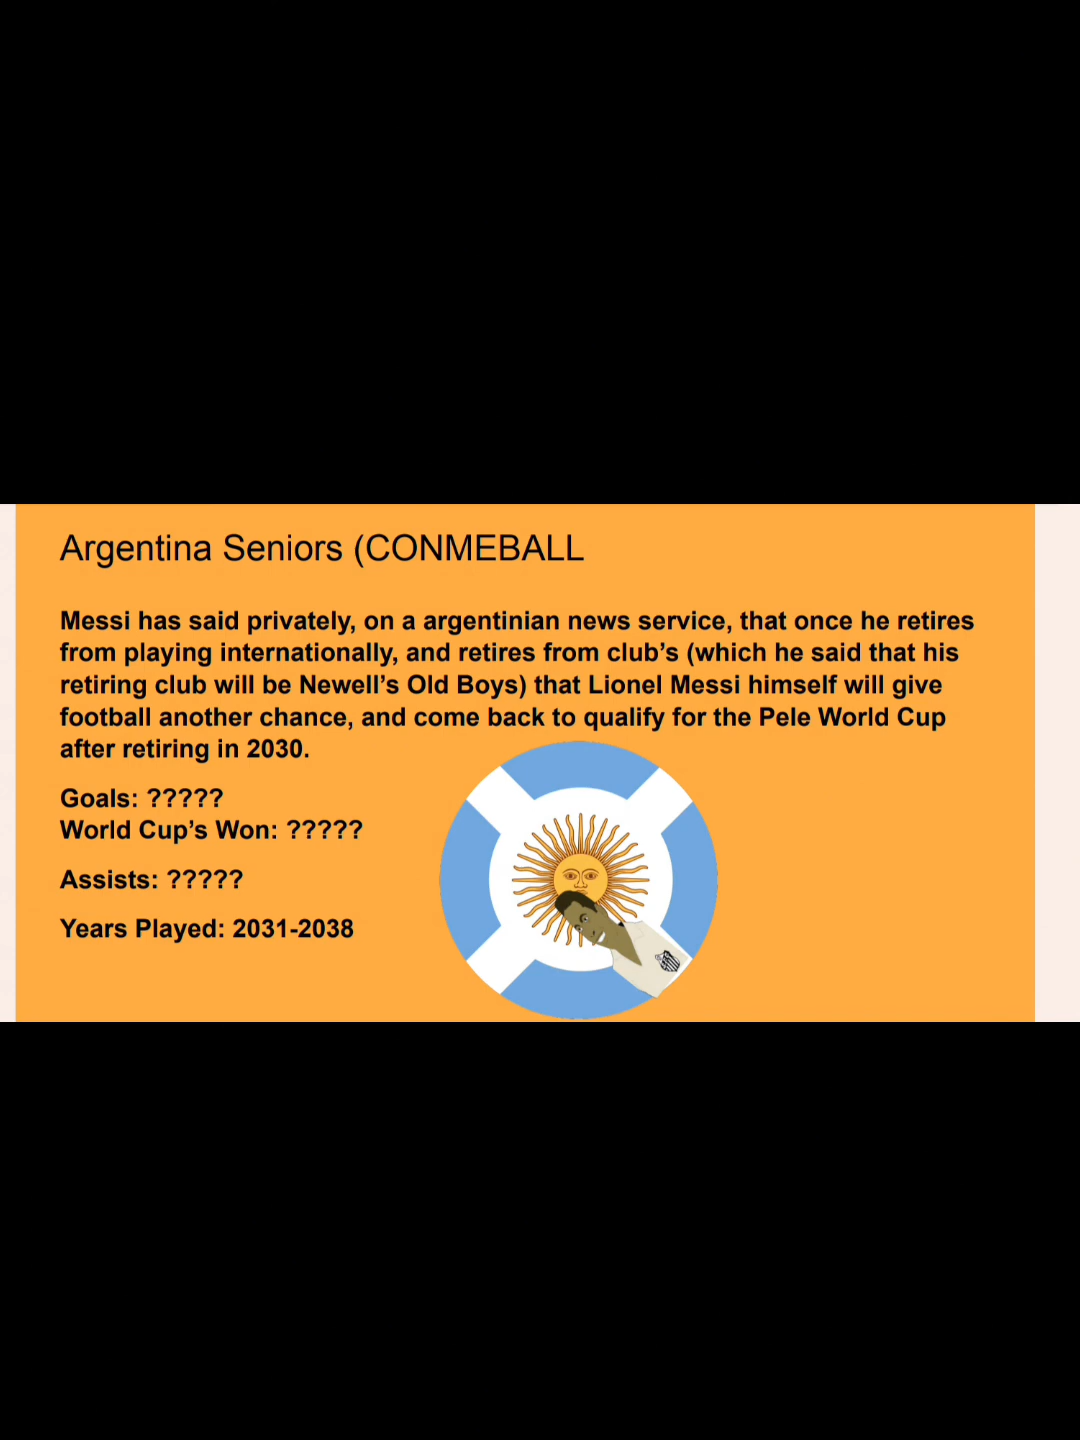 Argentina Seniors (CONMEBALL
Messi has said privately, on a argentinian news service, that once he retires
from playing internationally, and retires from club’s (which he said that his
retiring club will be Newell’s Old Boys) that Lionel Messi himself will give
football another chance, and come back to qualify for the Pele World Cup
after retiring in 2030.
Goals: ?????
World Cup’s Won: ?????
Assists: ?????
Years Played: 2031-2038